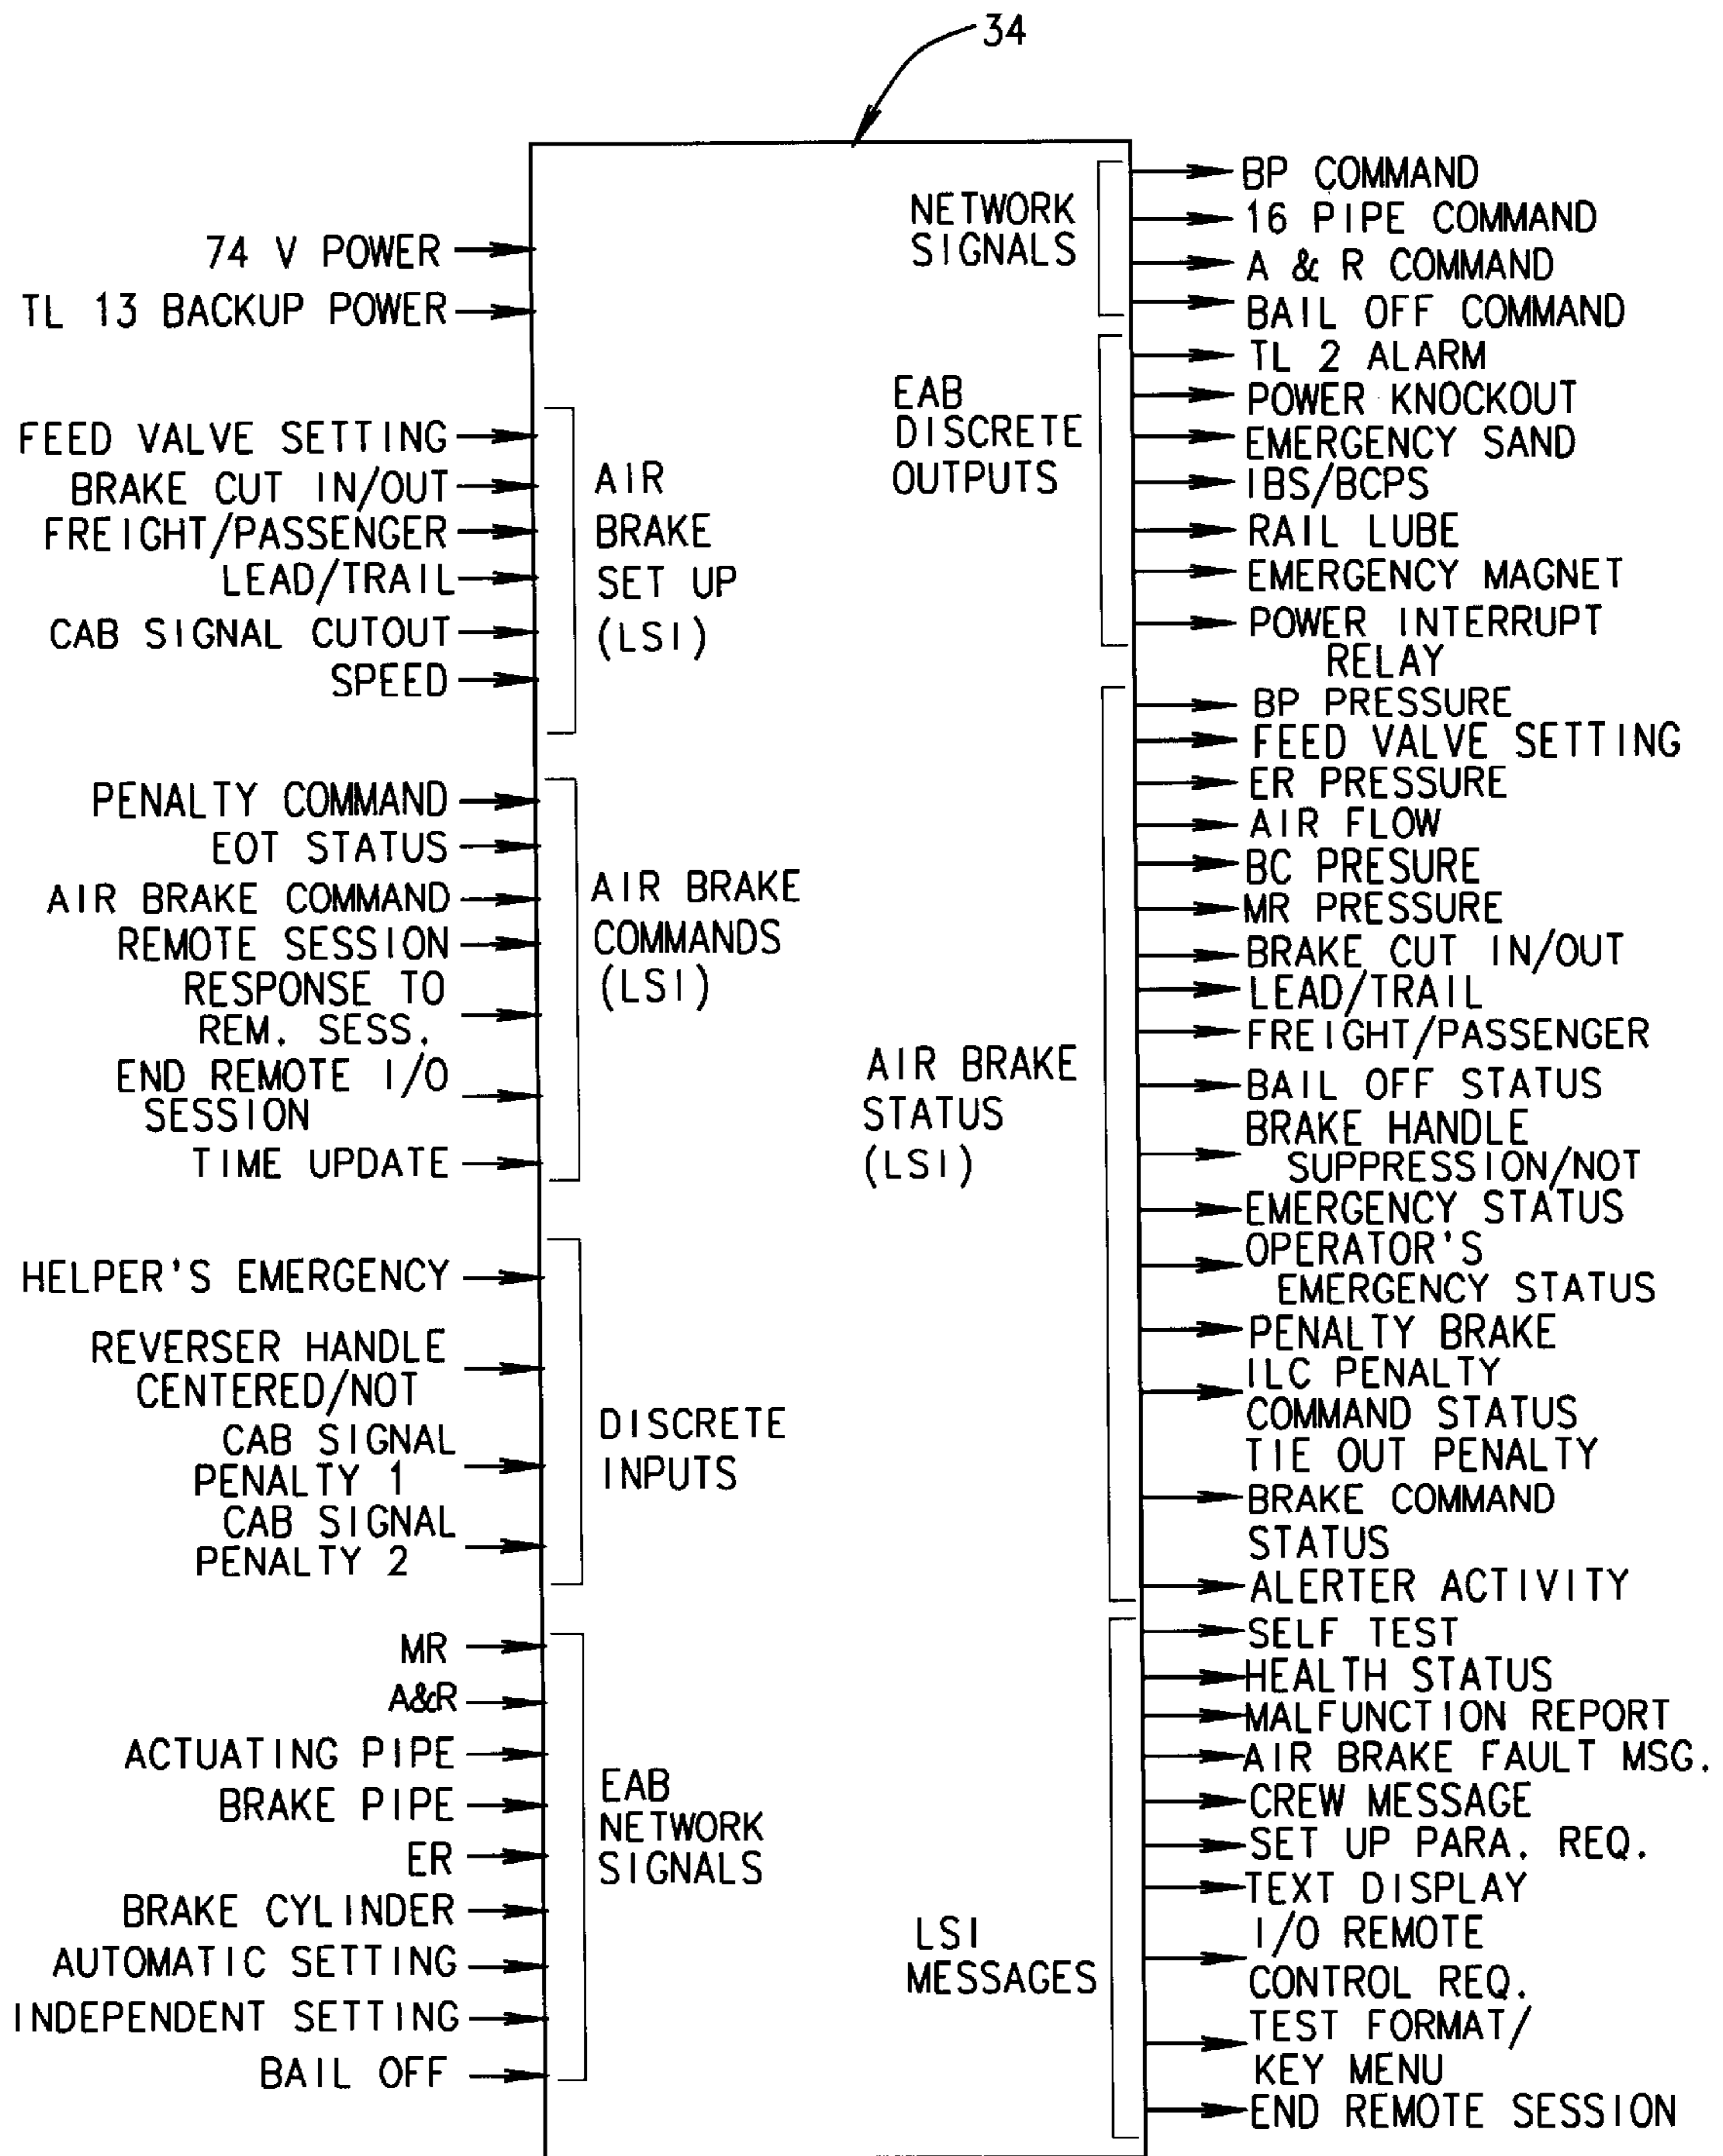 34
74 V POWER
TL 13 BACKUP POWER
FEED VALVE SETTING
BRAKE CUT IN/OUT
FREIGHT/PASSENGER
LEAD/TRAIL
CAB SIGNAL CUTOUT
SPEED
AIR
BRAKE
SET UP
(LSI)
PENALTY COMMAND
EOT STATUS
AIR BRAKE COMMAND
REMOTE SESSION
RESPONSE TO
REM. SESS.
END REMOTE I/O
SESSION
TIME UPDATE
AIR BRAKE
COMMANDS
(LSI)
HELPER'S EMERGENCY
REVERSER HANDLE
CENTERED/NOT
CAB SIGNAL
PENALTY 1
CAB SIGNAL
PENALTY 2
DISCRETE
INPUTS
MR
A&R
ACTUATING PIPE
BRAKE PIPE
ER
BRAKE CYLINDER
AUTOMATIC SETTING
INDEPENDENT SETTING
BAIL OFF
EAB
NETWORK
SIGNALS
NETWORK
SIGNALS
BP COMMAND
16 PIPE COMMAND
A & R COMMAND
BAIL OFF COMMAND
EAB
DISCRETE
OUTPUTS
TL 2 ALARM
POWER KNOCKOUT
EMERGENCY SAND
IBS/BCPS
RAIL LUBE
EMERGENCY MAGNET
POWER INTERRUPT
RELAY
AIR BRAKE
STATUS
(LSI)
BP PRESSURE
FEED VALVE SETTING
ER PRESSURE
AIR FLOW
BC PRESURE
MR PRESSURE
BRAKE CUT IN/OUT
LEAD/TRAIL
FREIGHT/PASSENGER
BAIL OFF STATUS
BRAKE HANDLE
SUPPRESSION/NOT
EMERGENCY STATUS
OPERATOR'S
EMERGENCY STATUS
PENALTY BRAKE
ILC PENALTY
COMMAND STATUS
TIE OUT PENALTY
BRAKE COMMAND
STATUS
ALERTER ACTIVITY
LSI
MESSAGES
SELF TEST
HEALTH STATUS
MALFUNCTION REPORT
AIR BRAKE FAULT MSG.
CREW MESSAGE
SET UP PARA. REQ.
TEXT DISPLAY
I/O REMOTE
CONTROL REQ.
TEST FORMAT/
KEY MENU
END REMOTE SESSION